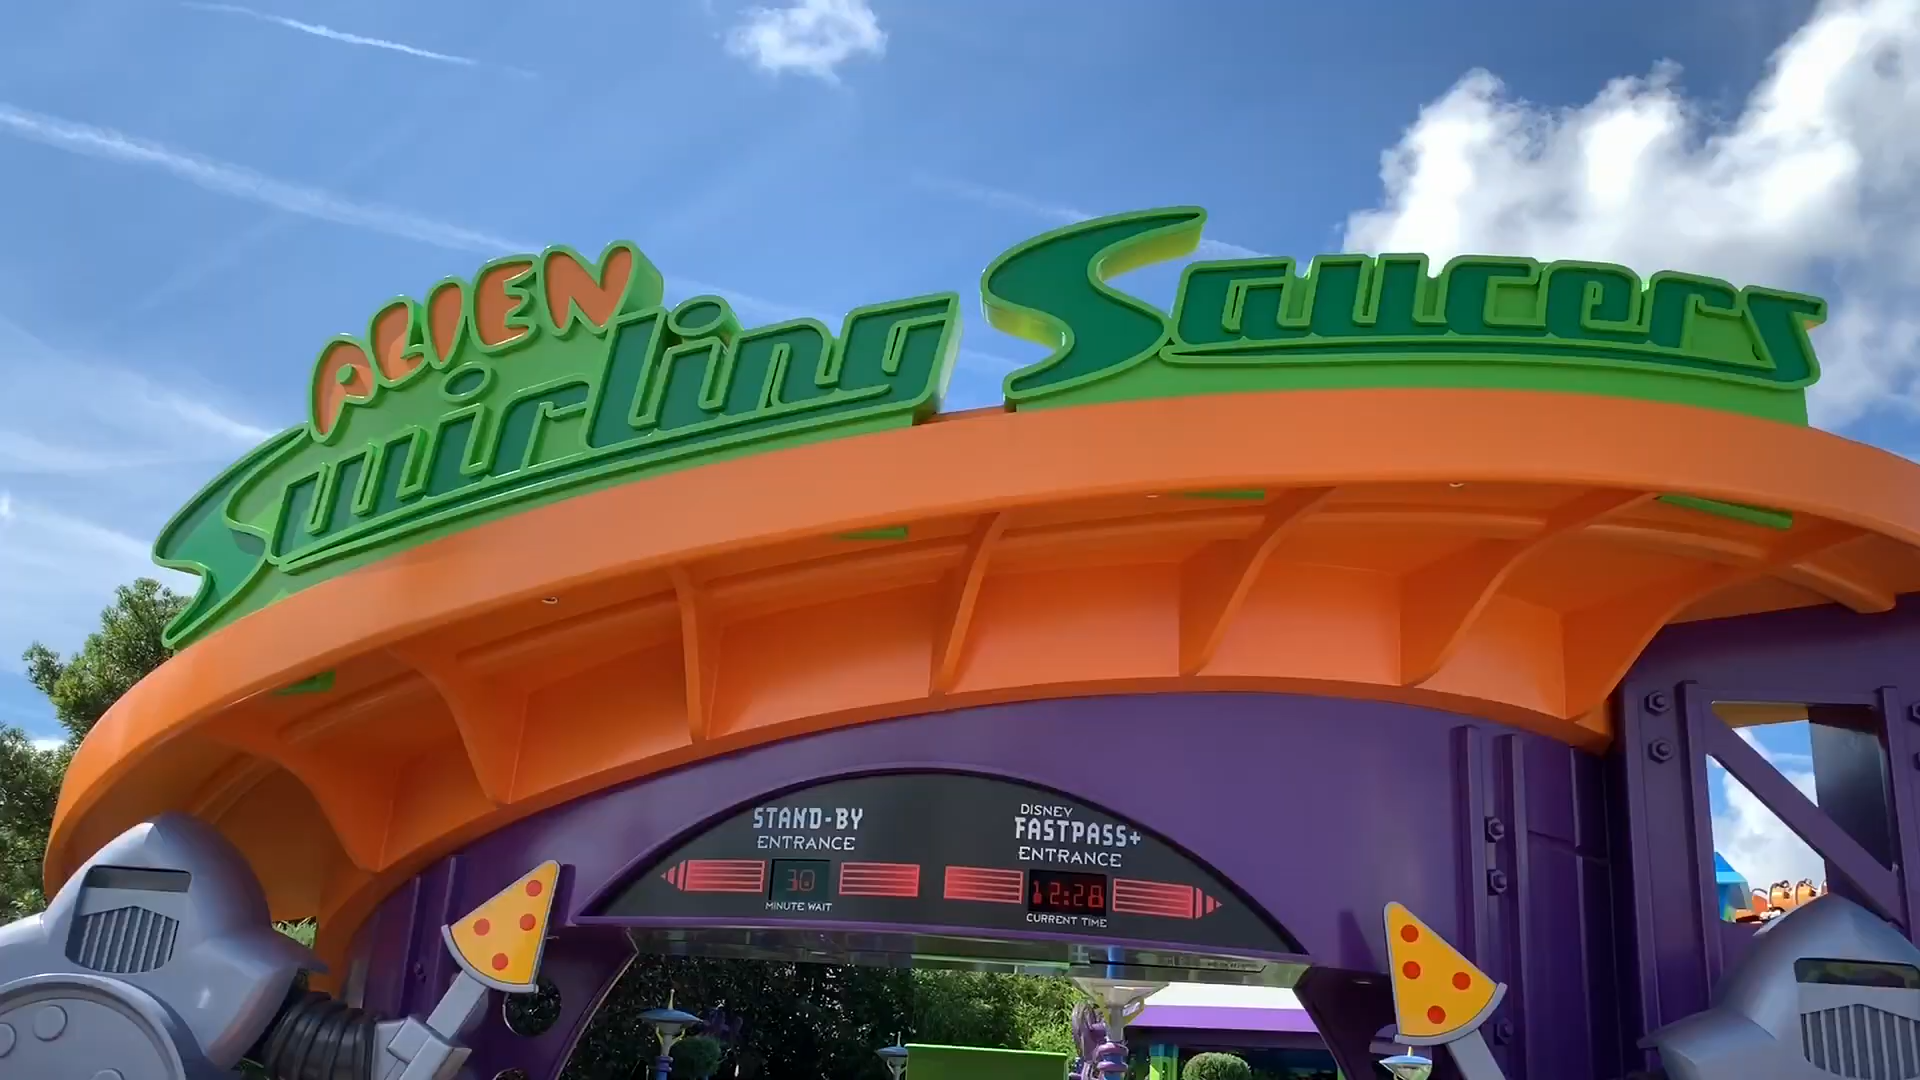 ALIEN
Swirling Saucers
STAND-BY
ENTRANCE
30
MINUTE WAIT
DISNEY
FASTPASS+
ENTRANCE
12:28
CURRENT TIME